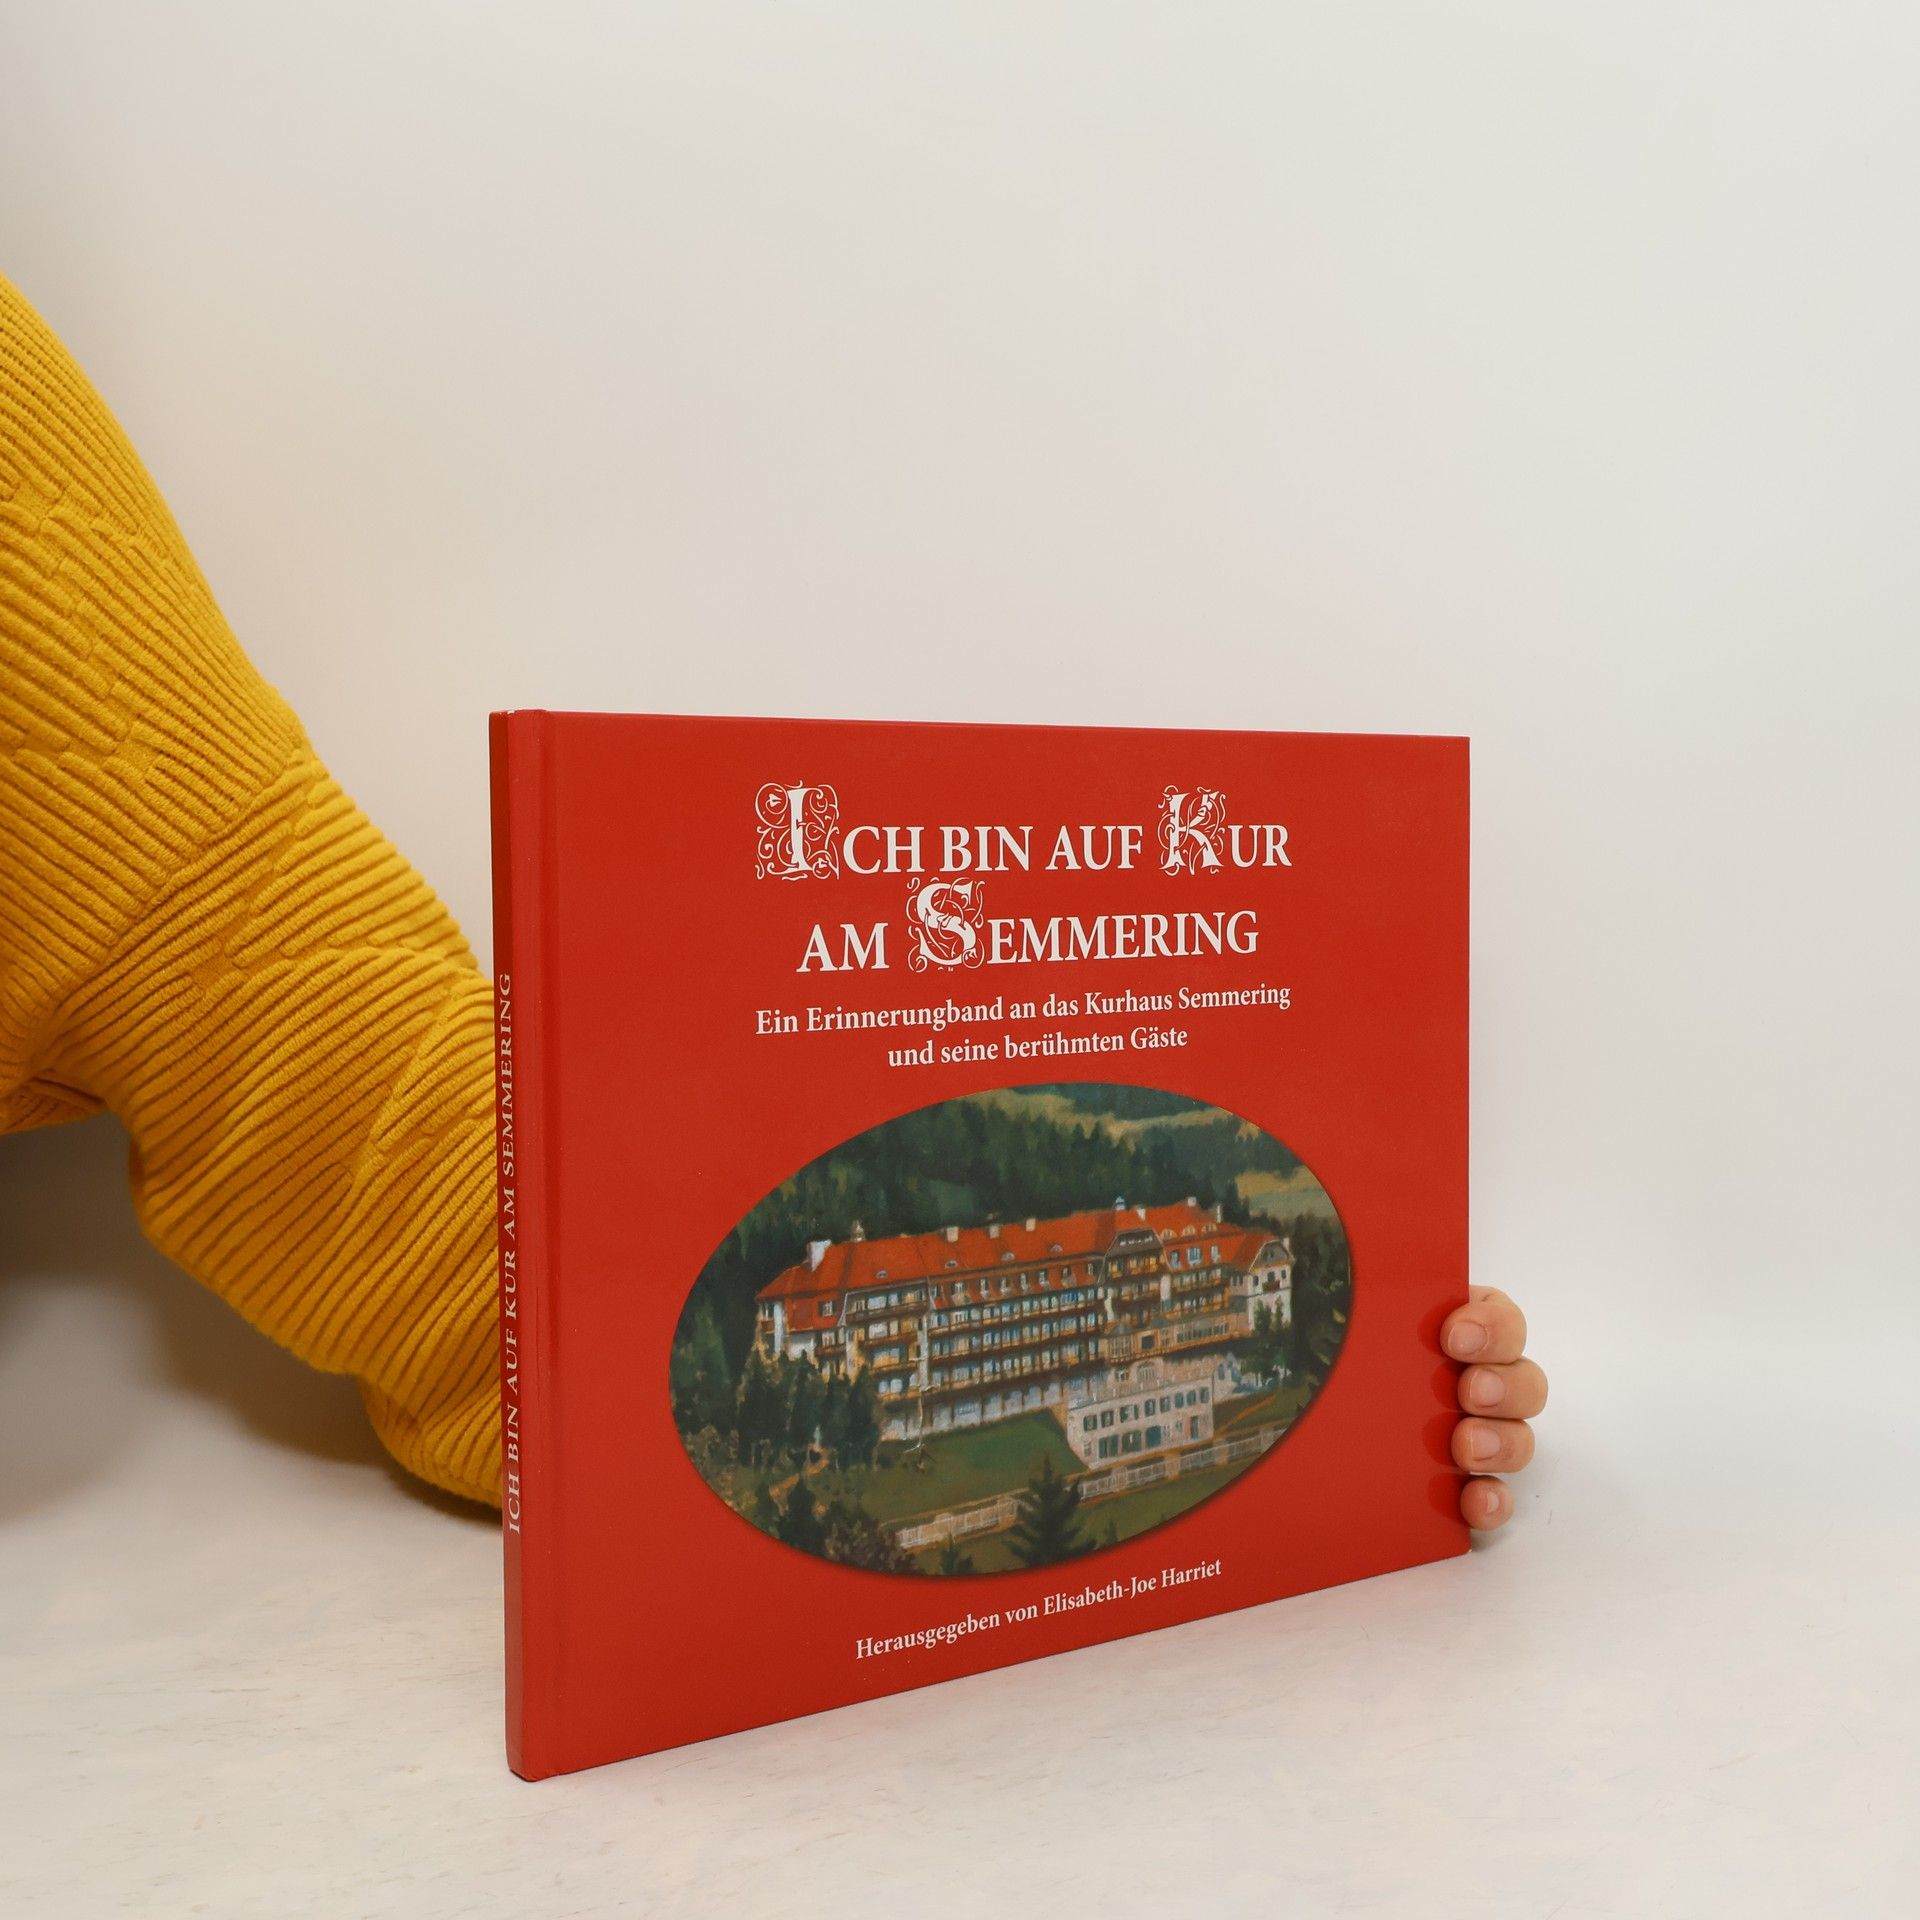 ICH BIN AUF KUR
AM SEMMERING
Ein Erinnerungband an das Kurhaus Semmering
und seine berühmten Gäste
Herausgegeben von Elisabeth-Joe Harriet
ICH BIN AUF KUR AM SEMMERING